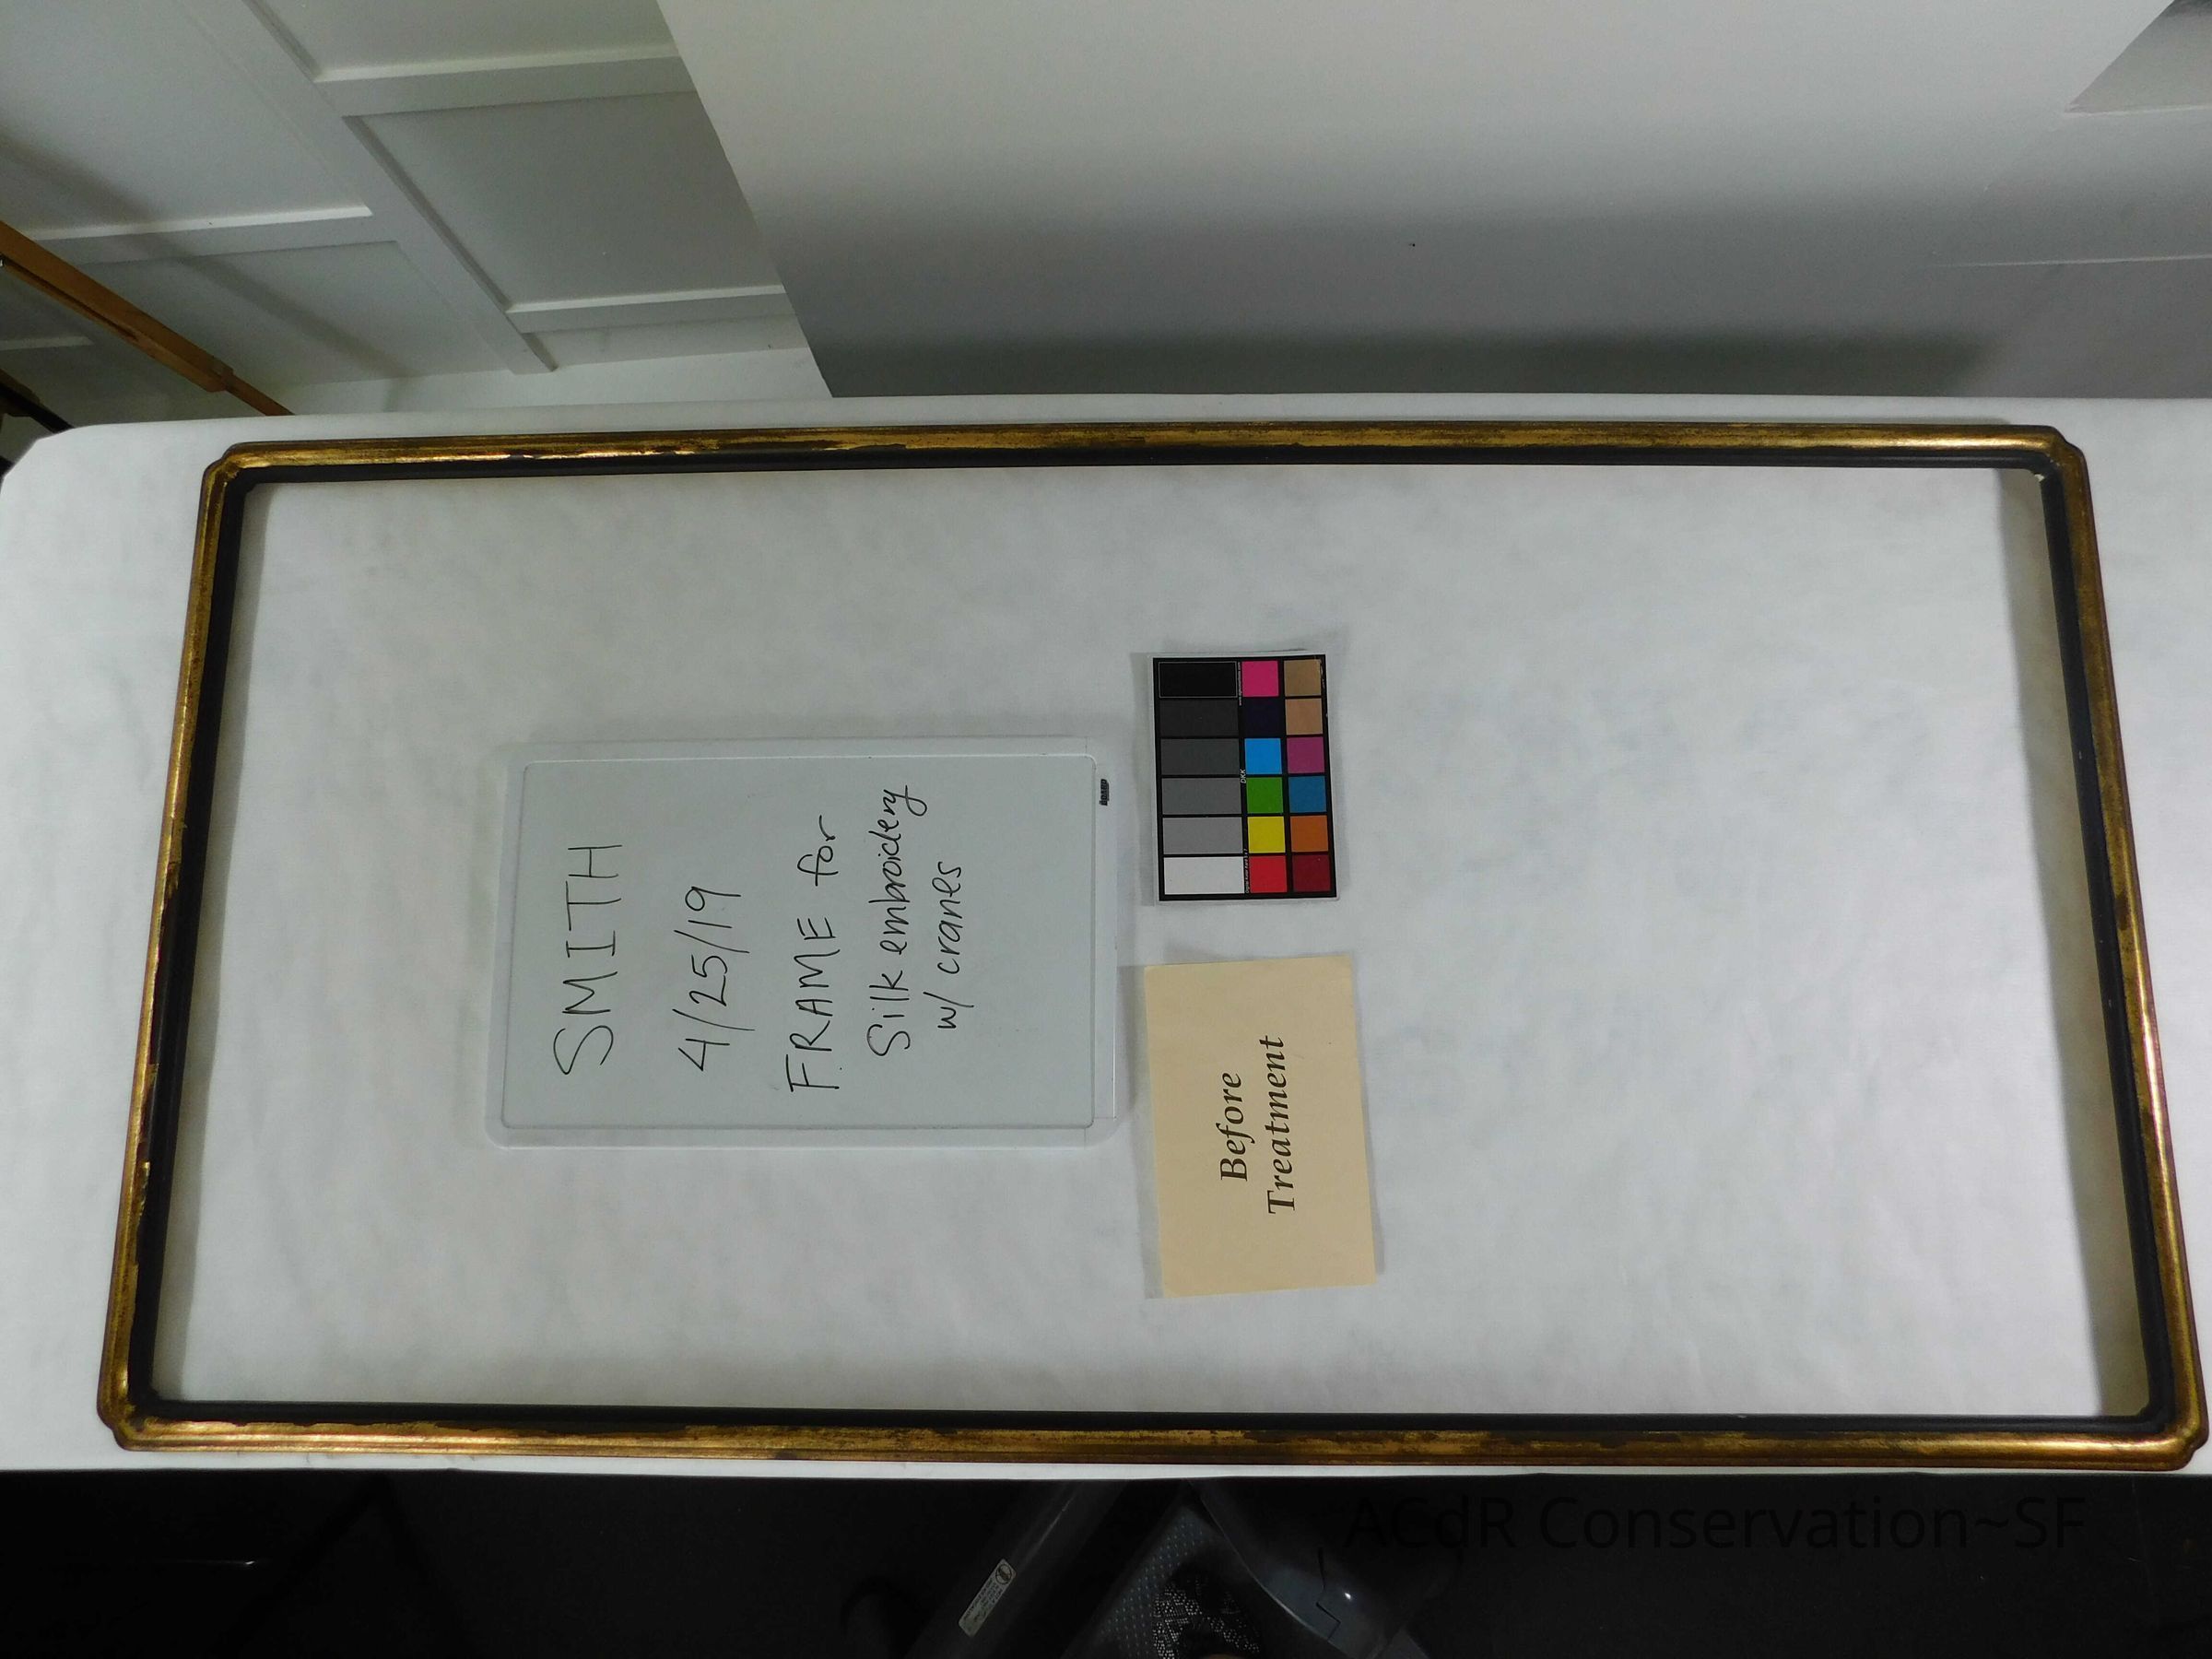 SMITH
4/25/19
FRAME for
Silk embroidery
w/ cranes
Before
Treatment
ACdR Conservation~SF